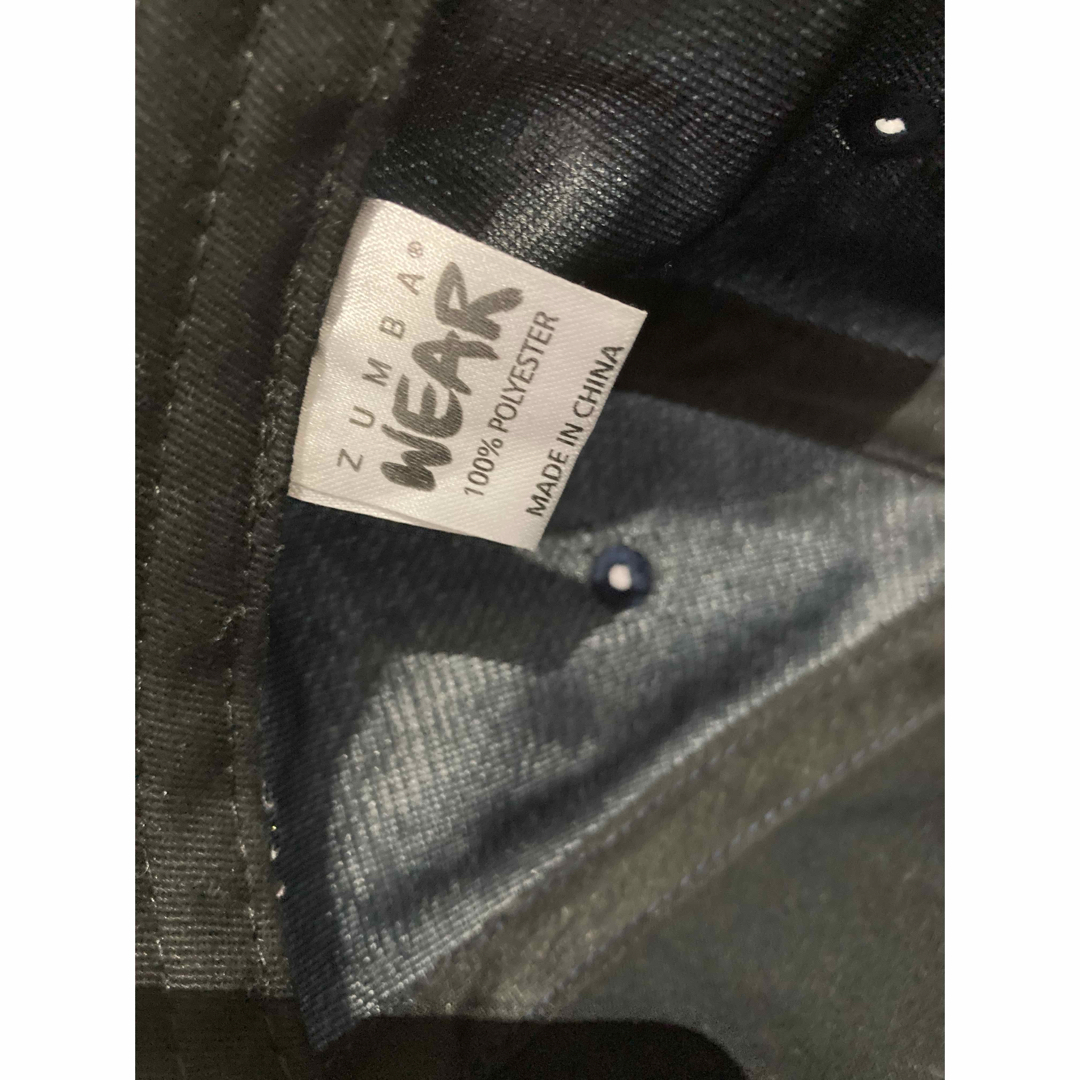 ZUMBA®
WEAR
100% POLYESTER
MADE IN CHINA